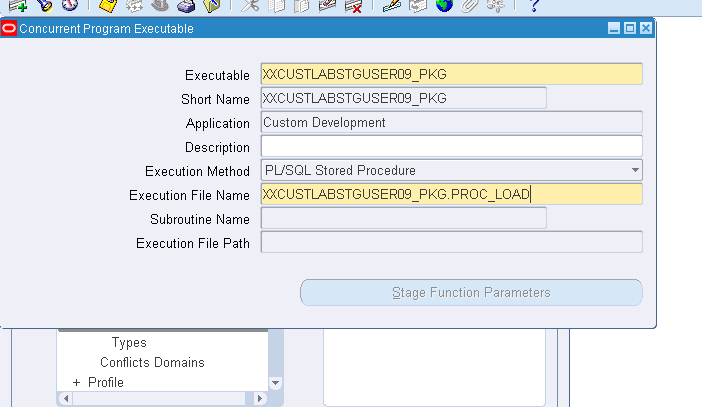 ?
Concurrent Program Executable
Executable XXCUSTLABSTGUSER09_PKG
Short Name XXCUSTLABSTGUSER09_PKG
Application Custom Development
Description
Execution Method PL/SQL Stored Procedure
Execution File Name XXCUSTLABSTGUSER09_PKG.PROC_LOAD
Subroutine Name
Execution File Path
Stage Function Parameters
Types
Conflicts Domains
+ Profile